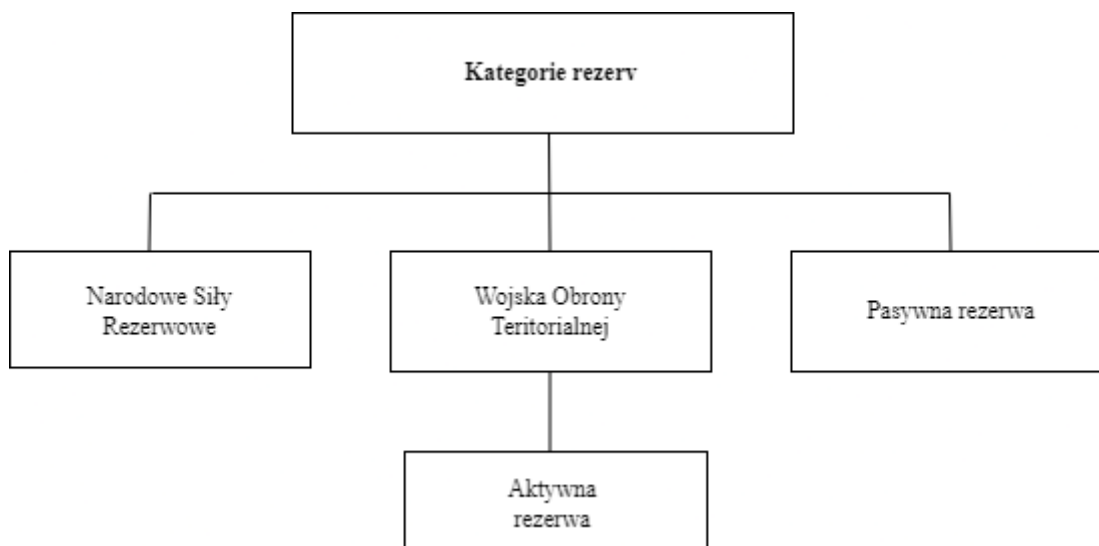 Kategorie rezerv
Narodowe Siły
Rezerwowe
Wojska Obrony
Teritorialnej
Pasywna rezerwa
Aktywna
rezerwa